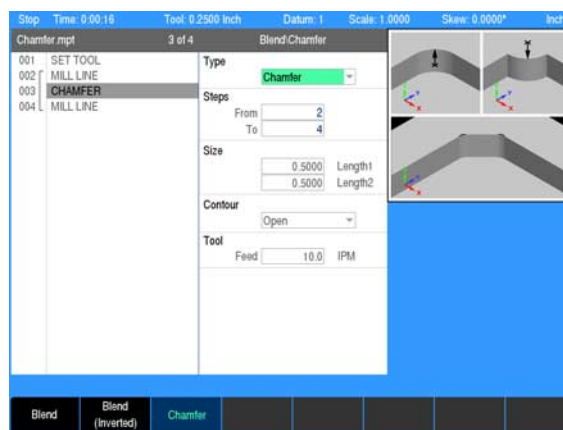 Stop Time: 0:00:16 Tool: 0.2500 Inch Datum: 1 Scale: 1.0000 Skew: 0.0000° Inch
Chamfer.mpt 3 of 4 Blend\Chamfer
001 SET TOOL
002 MILL LINE
003 CHAMFER
004 MILL LINE
Type
Chamfer
Steps
From 2
To 4
Size
0.5000 Length1
0.5000 Length2
Contour
Open
Tool
Feed 10.0 IPM
Blend
Blend (Inverted)
Chamfer